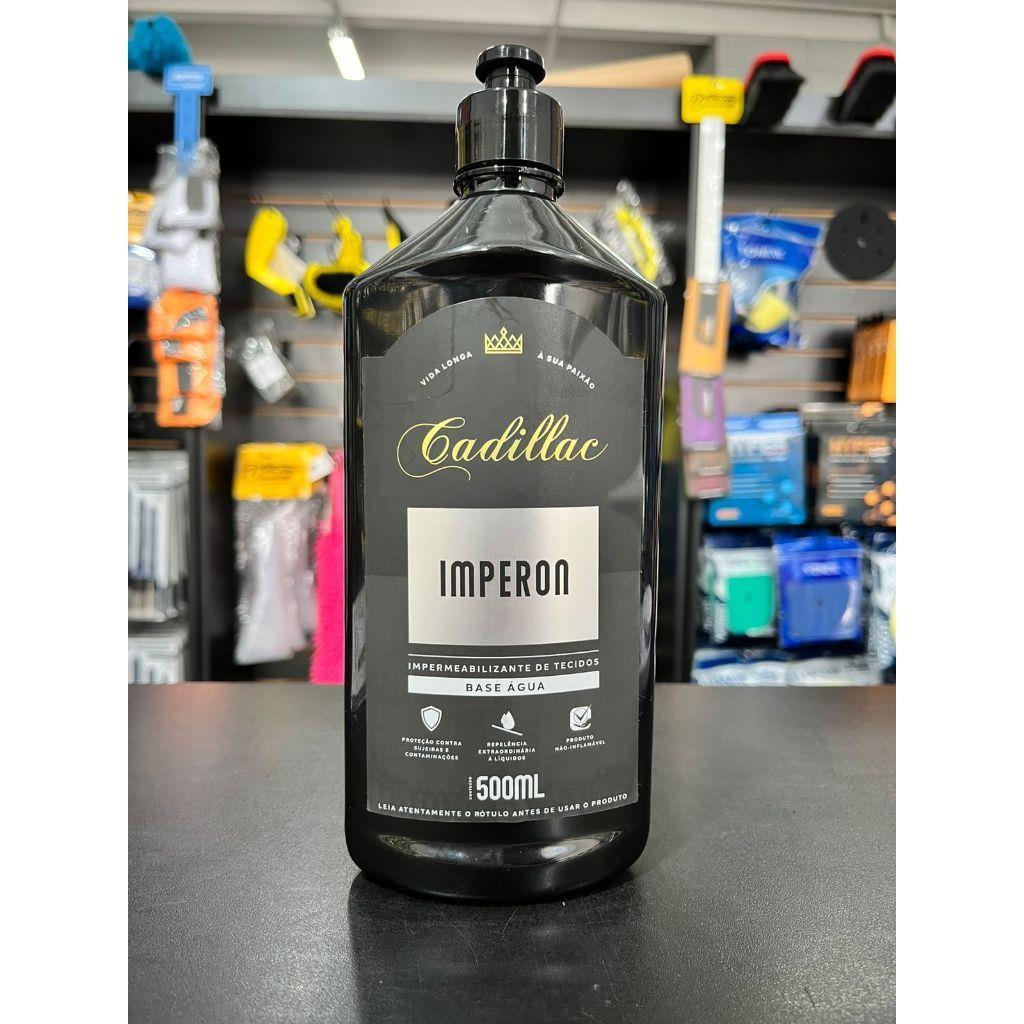 VIDA LONGA À SUA PAIXÃO
Cadillac
IMPERON
IMPERMEABILIZANTE DE TECIDOS
BASE ÁGUA
PROTEÇÃO CONTRA
SUJEIRAS E
CONTAMINAÇÕES
REPELÊNCIA
EXTRAORDINÁRIA
À LÍQUIDOS
PRODUTO
NÃO-INFLAMÁVEL
CONTEÚDO
500ML
LEIA ATENTAMENTE O RÓTULO ANTES DE USAR O PRODUTO